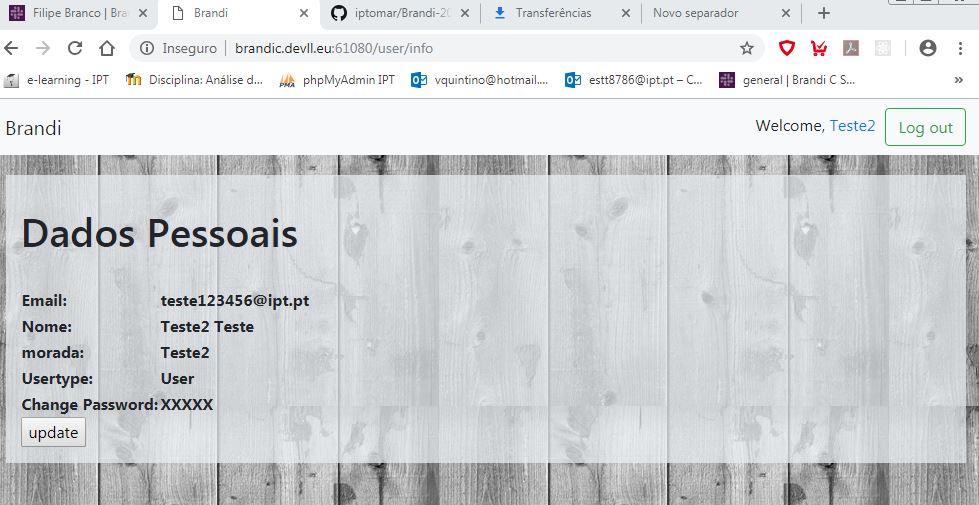 Filipe Branco | Bran
Brandi
iptomar/Brandi-20
Transferências
Novo separador
Inseguro | brandic.devll.eu:61080/user/info
e-learning - IPT
Disciplina: Análise d...
phpMyAdmin IPT
vquintino@hotmail....
estt8786@ipt.pt – C...
general | Brandi C S...
»
Brandi
Welcome, Teste2
Log out
Dados Pessoais
Email: teste123456@ipt.pt
Nome: Teste2 Teste
morada: Teste2
Usertype: User
Change Password: XXXXX
update